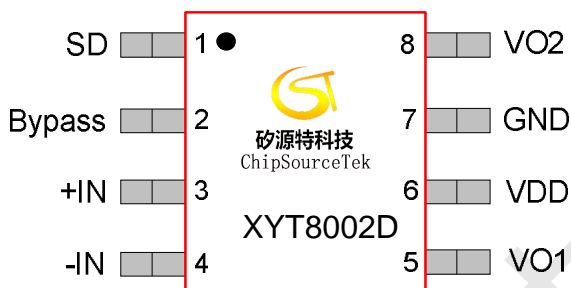 SD 1 8 VO2
Bypass 2 7 GND
矽源特科技
ChipSourceTek
+IN 3 6 VDD
XYT8002D
-IN 4 5 VO1